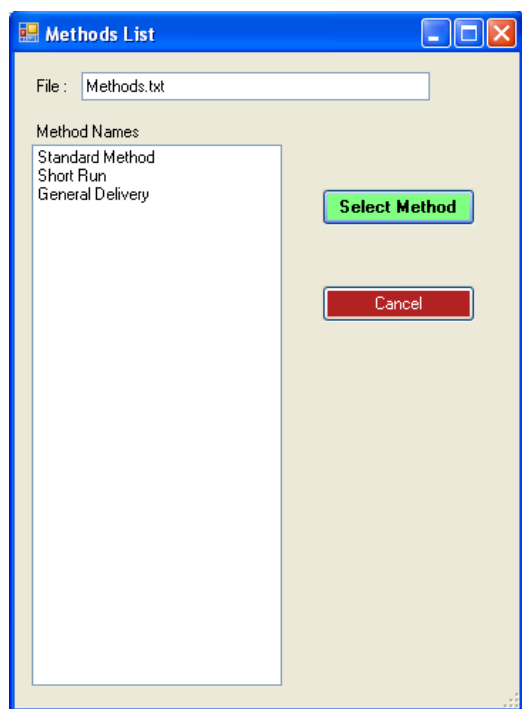 Methods List
File : Methods.txt
Method Names
Standard Method
Short Run
General Delivery
Select Method
Cancel